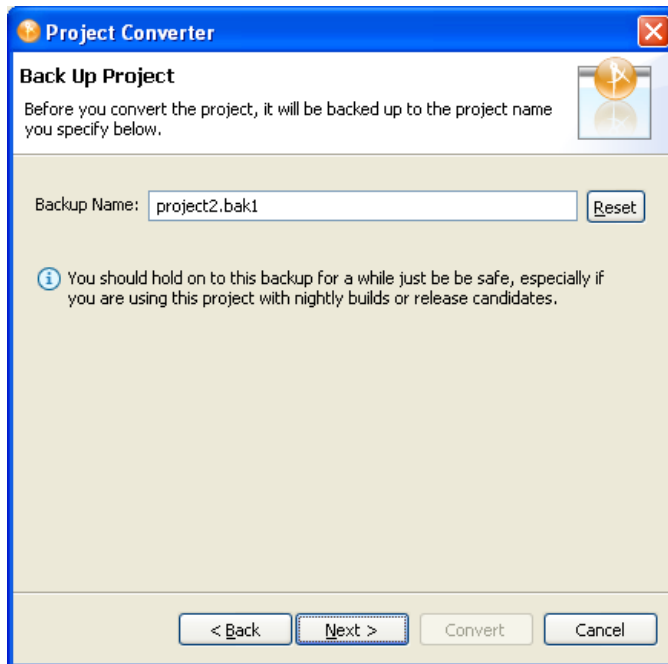 Project Converter
Back Up Project
Before you convert the project, it will be backed up to the project name
you specify below.
Backup Name: project2.bak1 Reset
You should hold on to this backup for a while just be be safe, especially if
you are using this project with nightly builds or release candidates.
< Back Next > Convert Cancel